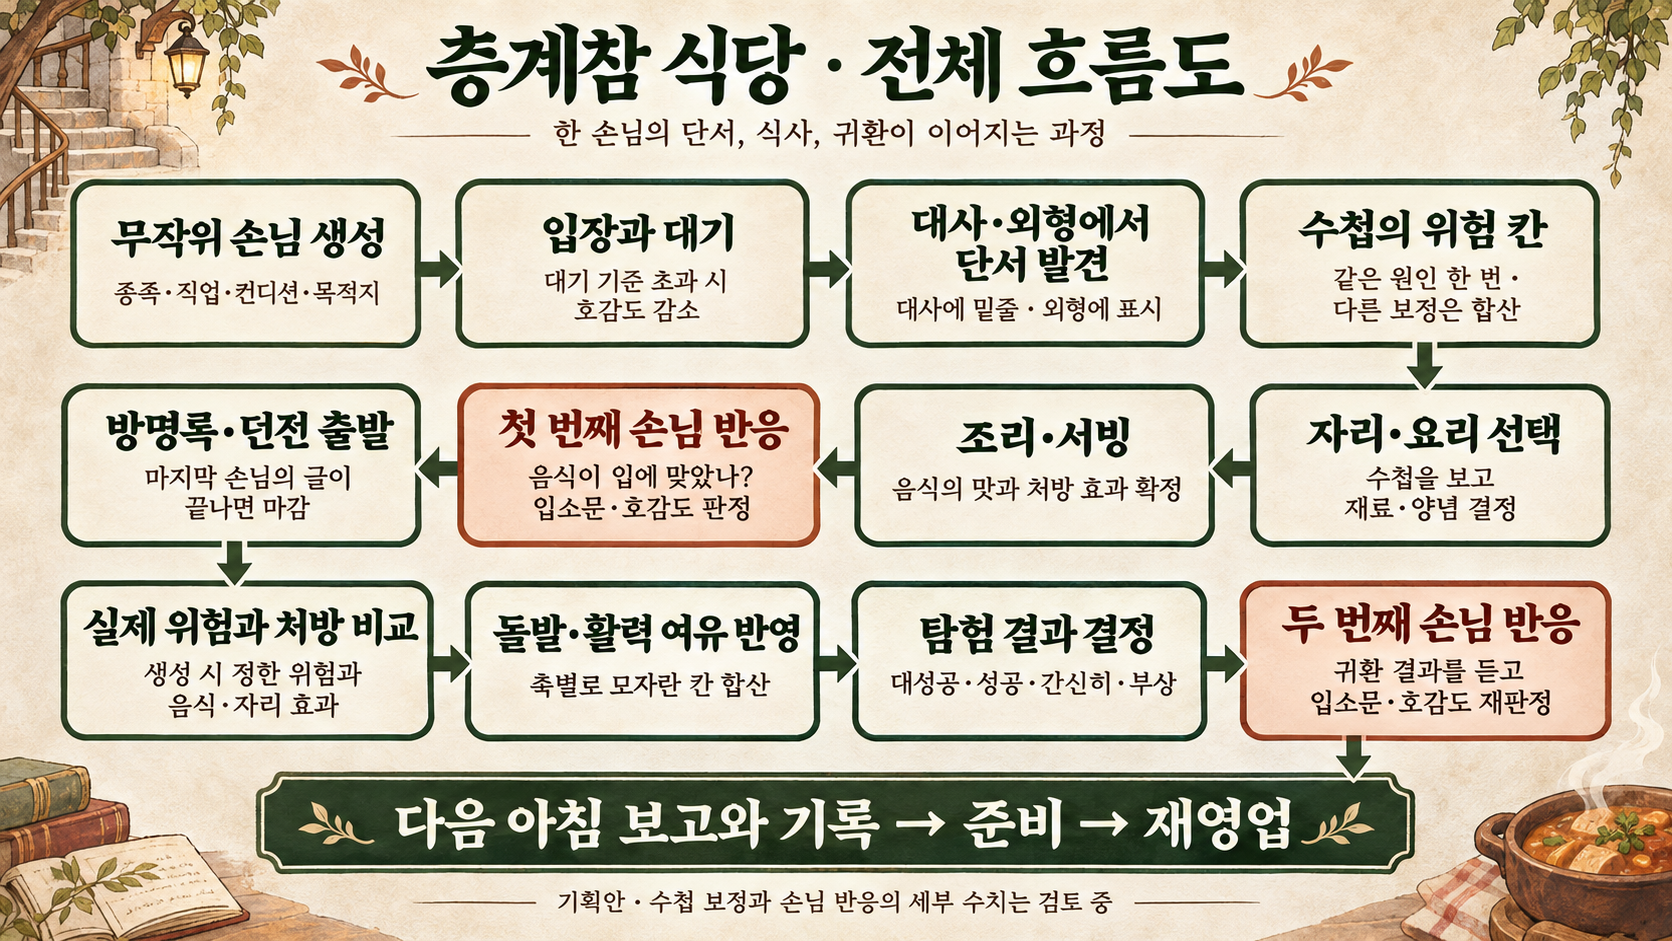 층계참 식당 · 전체 흐름도
한 손님의 단서, 식사, 귀환이 이어지는 과정
무작위 손님 생성
종족·직업·컨디션·목적지
입장과 대기
대기 기준 초과 시
호감도 감소
대사·외형에서
단서 발견
대사에 밑줄 · 외형에 표시
수첩의 위험 칸
같은 원인 한 번 ·
다른 보정은 합산
자리·요리 선택
수첩을 보고
재료·양념 결정
조리·서빙
음식의 맛과 처방 효과 확정
첫 번째 손님 반응
음식이 입에 맞았나?
입소문·호감도 판정
방명록·던전 출발
마지막 손님의 글이
끝나면 마감
실제 위험과 처방 비교
생성 시 정한 위험과
음식·자리 효과
돌발·활력 여유 반영
축별로 모자란 칸 합산
탐험 결과 결정
대성공·성공·간신히·부상
두 번째 손님 반응
귀환 결과를 듣고
입소문·호감도 재판정
다음 아침 보고와 기록 → 준비 → 재영업
기획안 · 수첩 보정과 손님 반응의 세부 수치는 검토 중